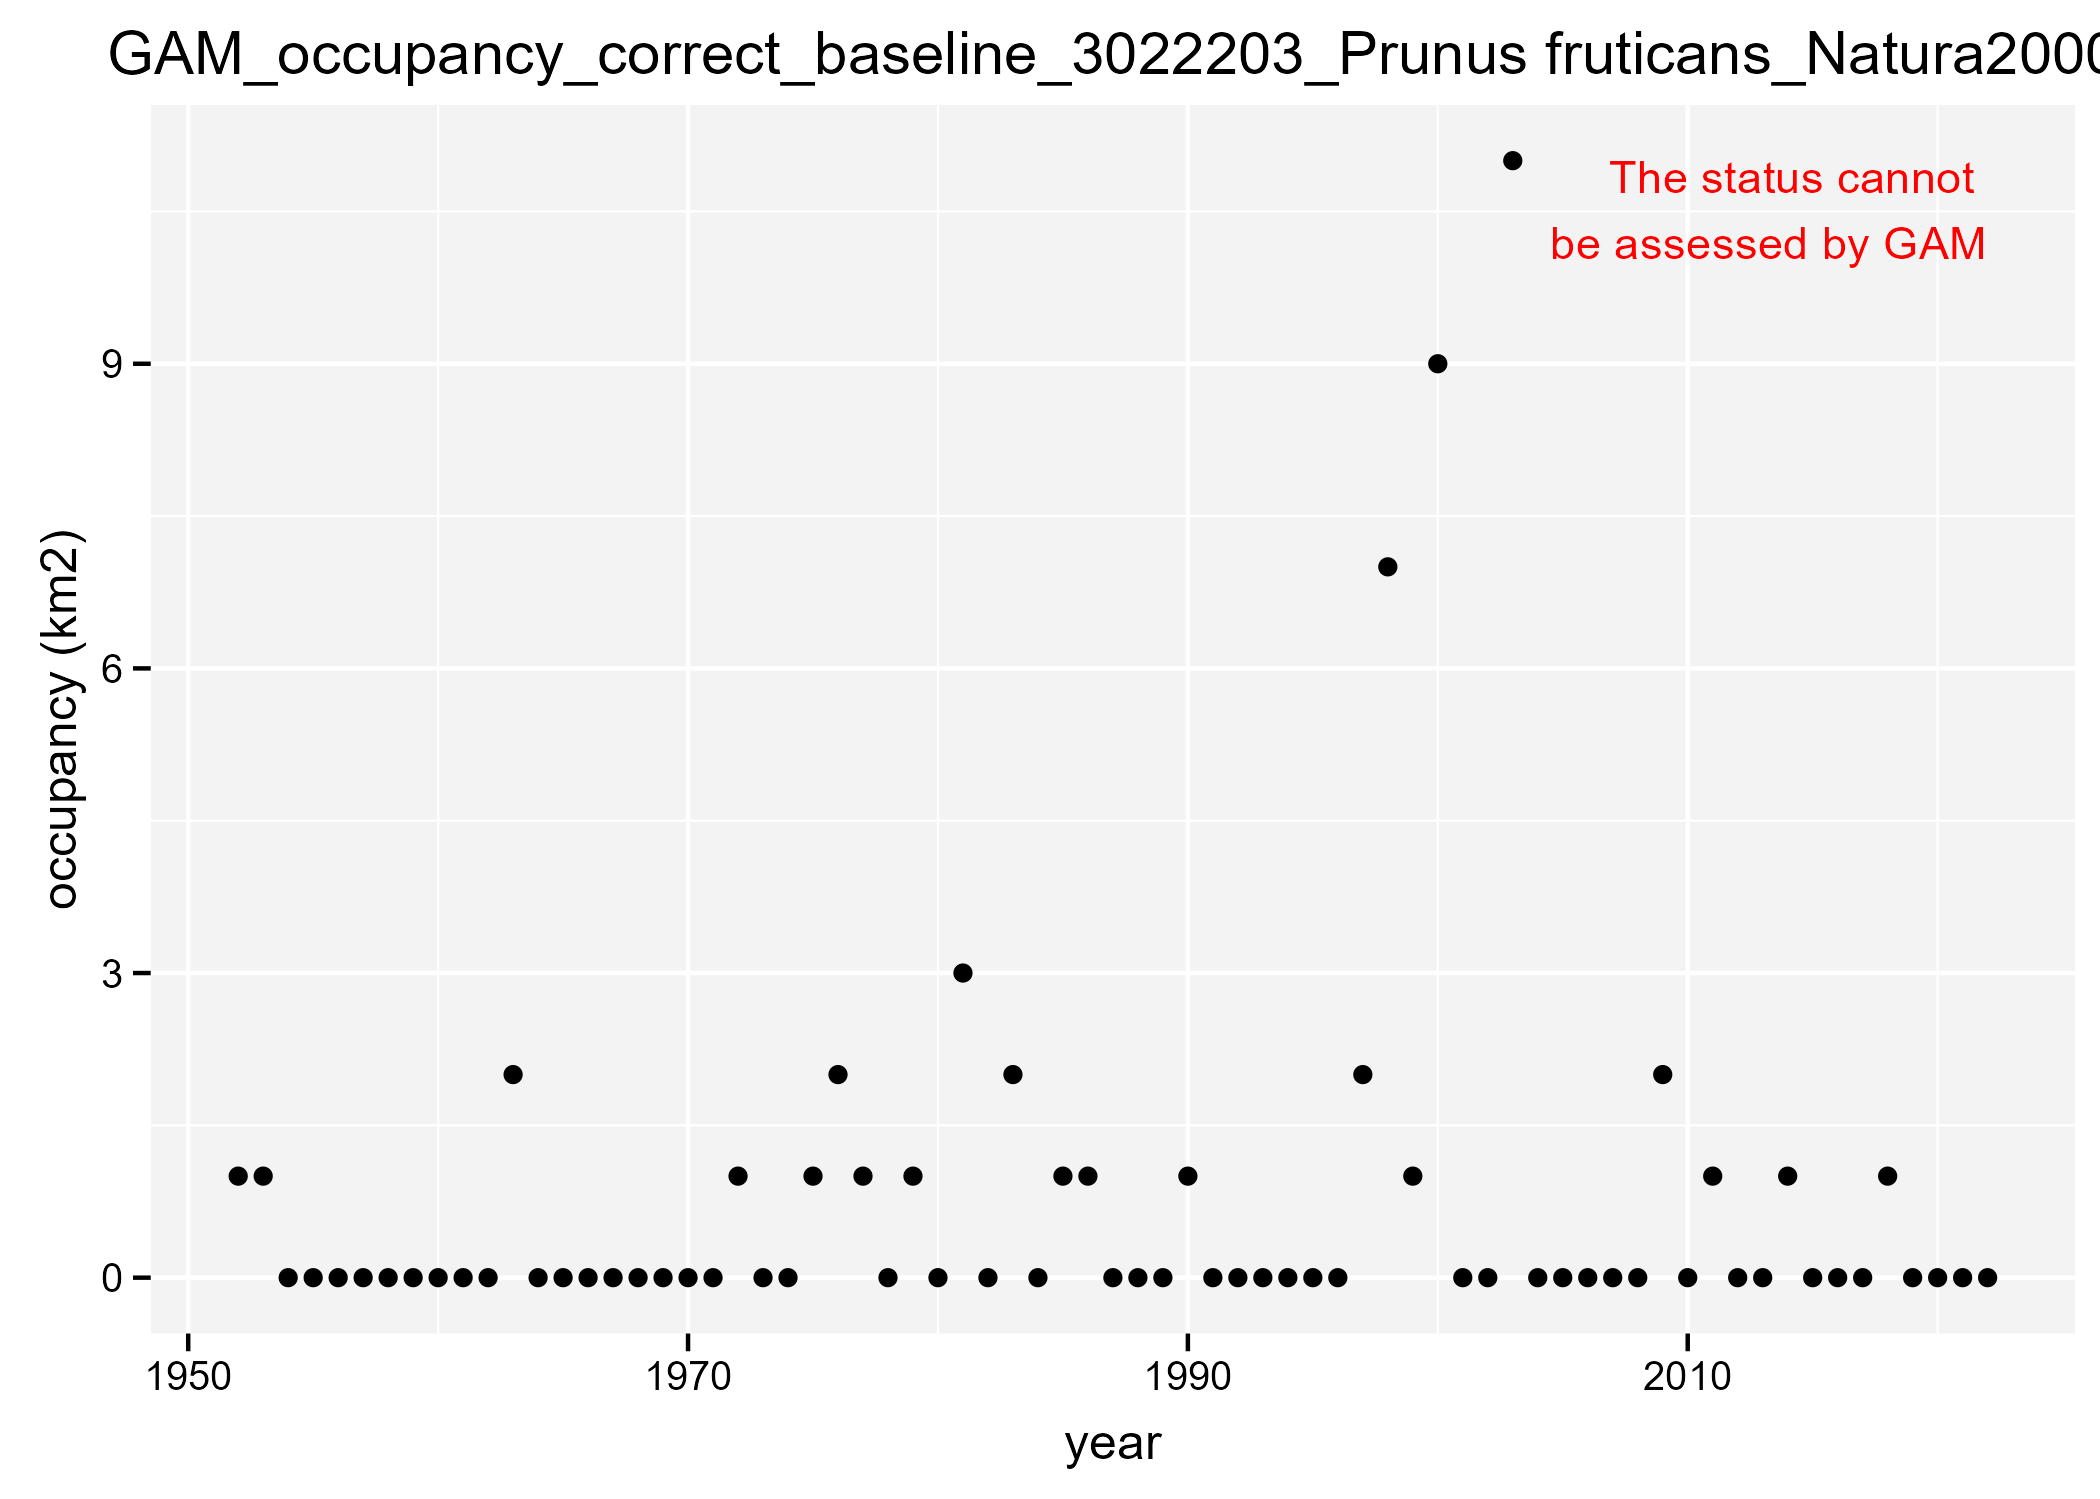 GAM_occupancy_correct_baseline_3022203_Prunus fruticans_Natura2000
The status cannot
be assessed by GAM
occupancy (km2)
9
6
3
0
1950 1970 1990 2010
year